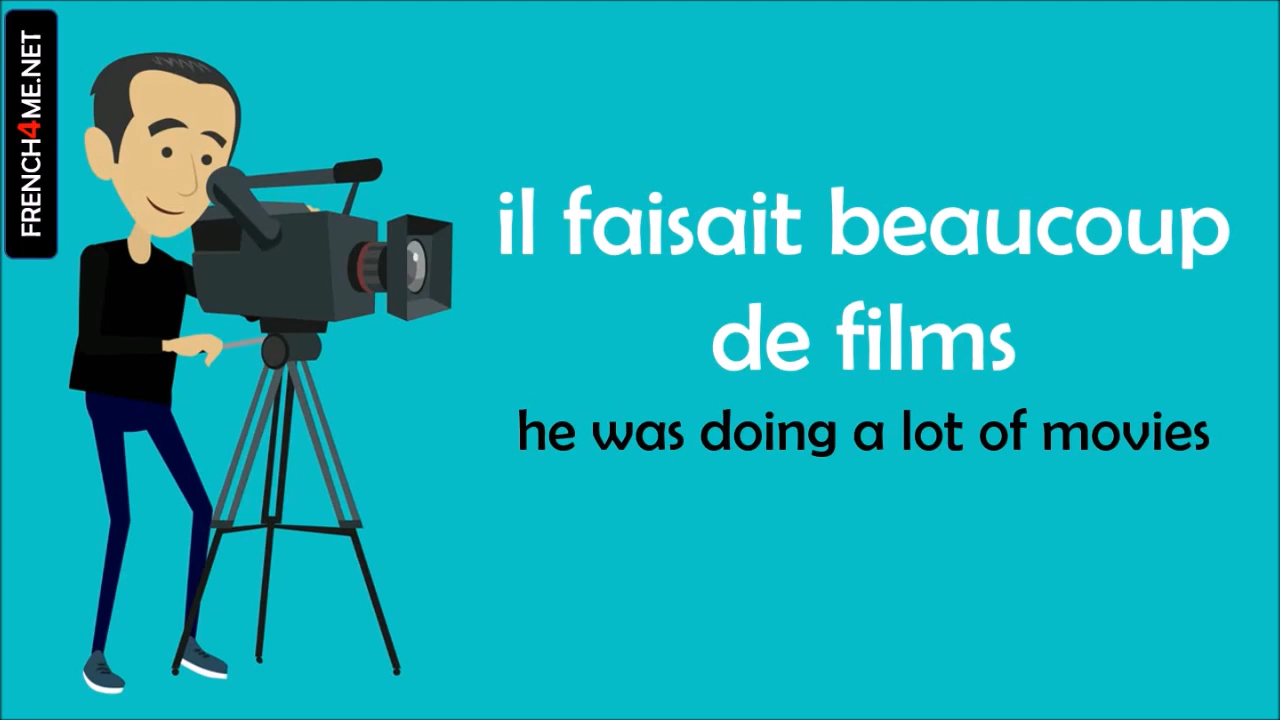 FRENCH4ME.NET
il faisait beaucoup
de films
he was doing a lot of movies